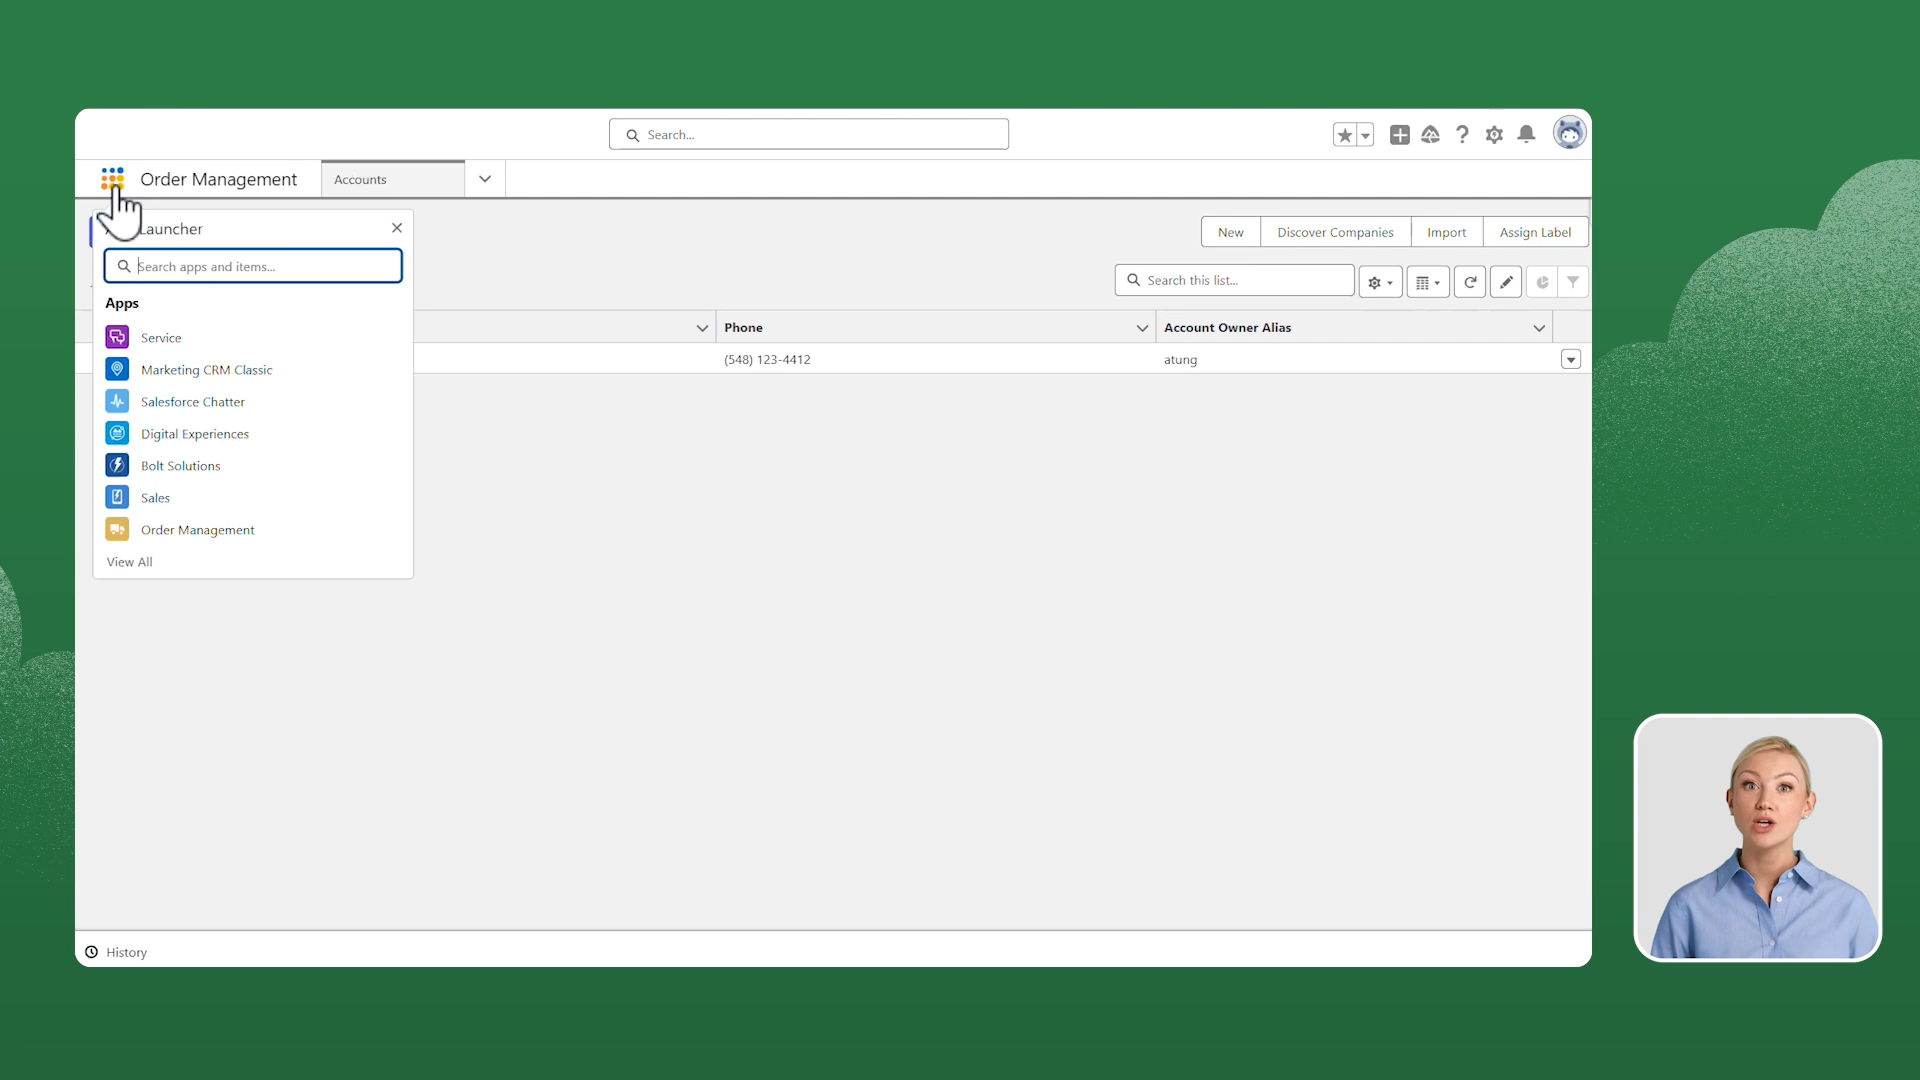 Search...
Order Management
Accounts
Launcher
New
Discover Companies
Import
Assign Label
Search apps and items...
Search this list...
Apps
Phone
Account Owner Alias
Service
(548) 123-4412
atung
Marketing CRM Classic
Salesforce Chatter
Digital Experiences
Bolt Solutions
Sales
Order Management
View All
History